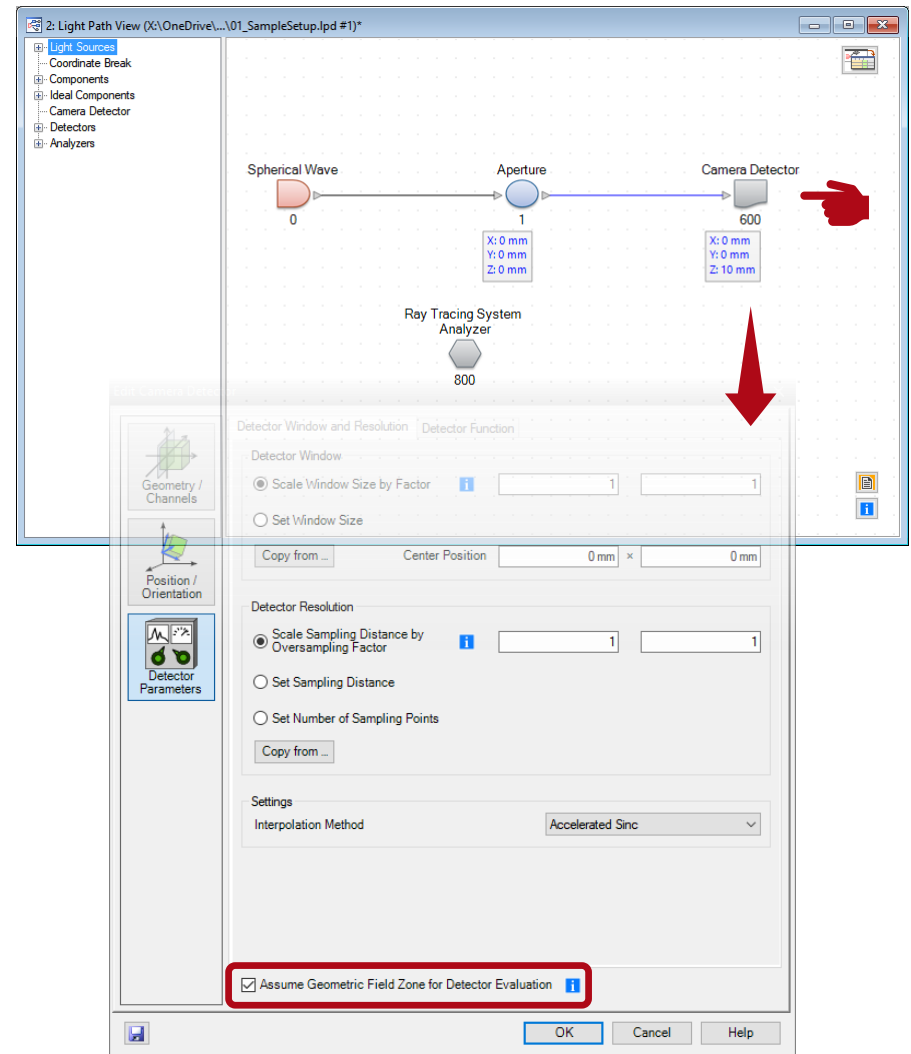 2: Light Path View (X:\OneDrive\...\01_SampleSetup.lpd #1)*
Light Sources
Coordinate Break
Components
Ideal Components
Camera Detector
Detectors
Analyzers
Spherical Wave
Aperture
Camera Detector
0
1
600
X: 0 mm
Y: 0 mm
Z: 0 mm
X: 0 mm
Y: 0 mm
Z: 10 mm
Ray Tracing System
Analyzer
800
Detector Window and Resolution
Detector Function
Geometry /
Channels
Position /
Orientation
Detector
Parameters
Detector Window
Scale Window Size by Factor
i
1
1
Set Window Size
i
Copy from ...
Center Position
0 mm
×
0 mm
Detector Resolution
Scale Sampling Distance by
Oversampling Factor
i
1
1
Set Sampling Distance
Set Number of Sampling Points
Copy from ...
Settings
Interpolation Method
Accelerated Sinc
Assume Geometric Field Zone for Detector Evaluation
i
OK
Cancel
Help